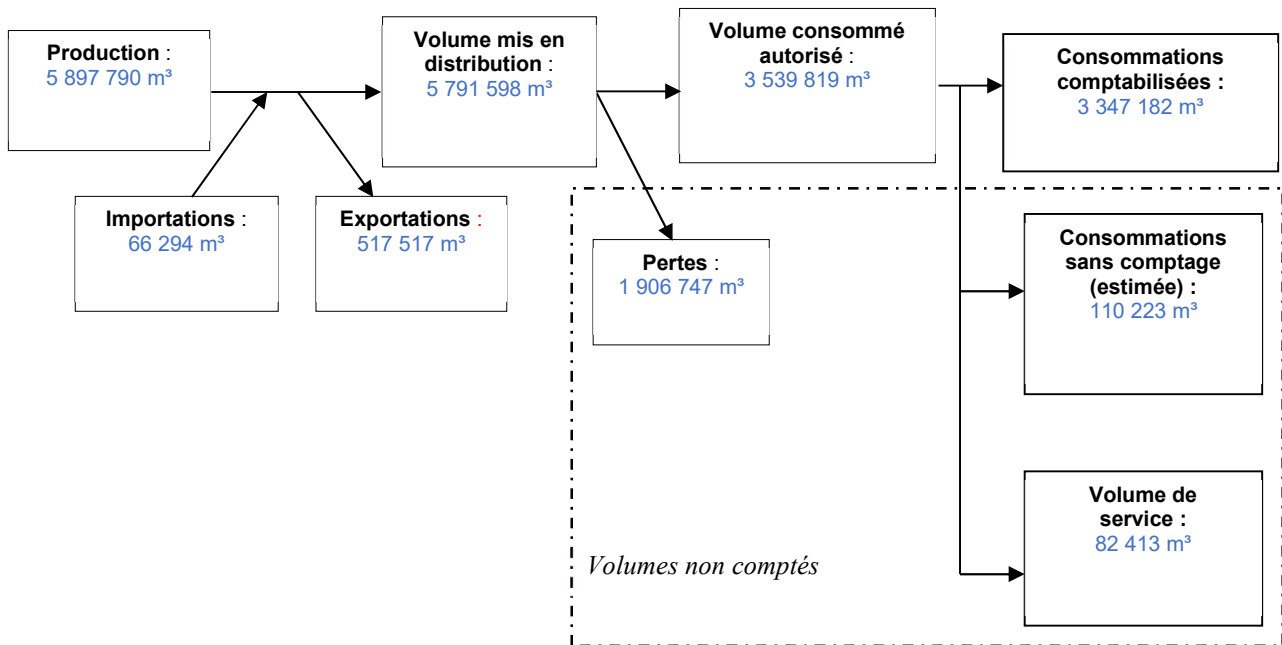 Production :
5 897 790 m³
Volume mis en
distribution :
5 791 598 m³
Volume consommé
autorisé :
3 539 819 m³
Consommations
comptabilisées :
3 347 182 m³
Importations :
66 294 m³
Exportations :
517 517 m³
Pertes :
1 906 747 m³
Consommations
sans comptage
(estimée) :
110 223 m³
Volume de
service :
82 413 m³
Volumes non comptés